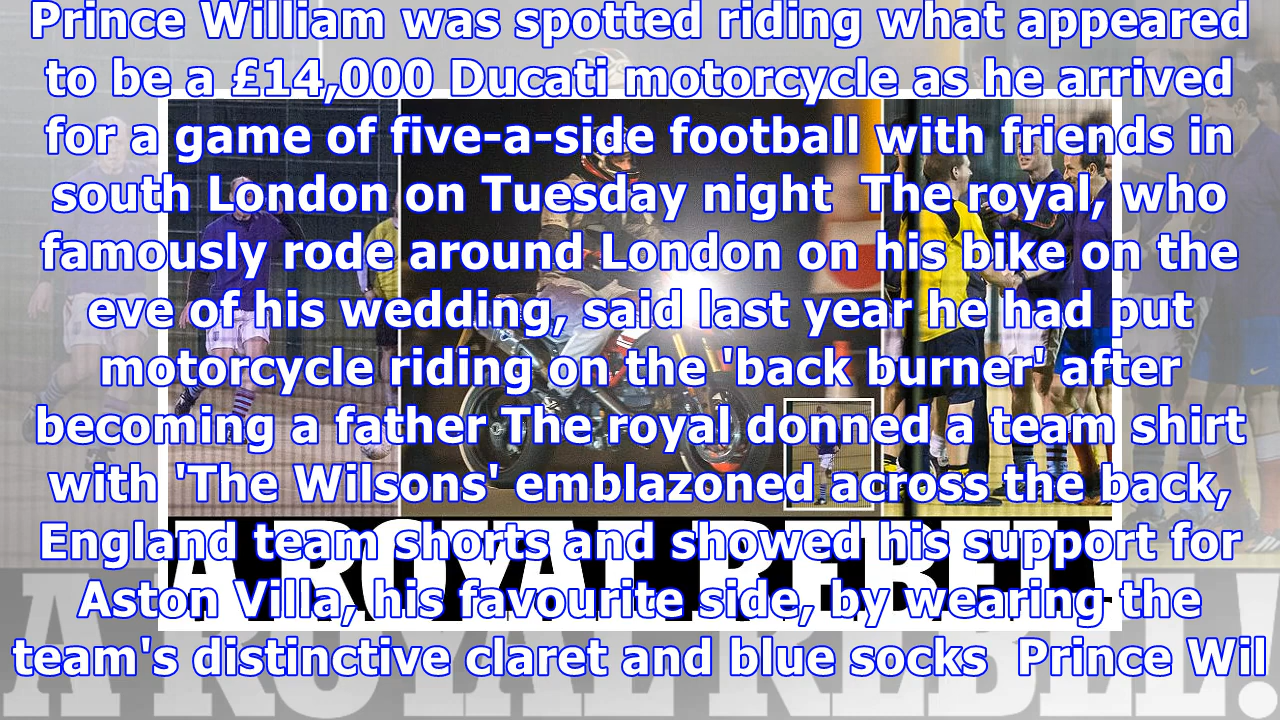 Prince William was spotted riding what appeared
to be a £14,000 Ducati motorcycle as he arrived
for a game of five-a-side football with friends in
south London on Tuesday night  The royal, who
famously rode around London on his bike on the
eve of his wedding, said last year he had put
motorcycle riding on the 'back burner' after
becoming a father The royal donned a team shirt
with 'The Wilsons' emblazoned across the back,
England team shorts and showed his support for
Aston Villa, his favourite side, by wearing the
team's distinctive claret and blue socks  Prince Wil
A ROYAL REBEL!
A ROYAL REBEL!